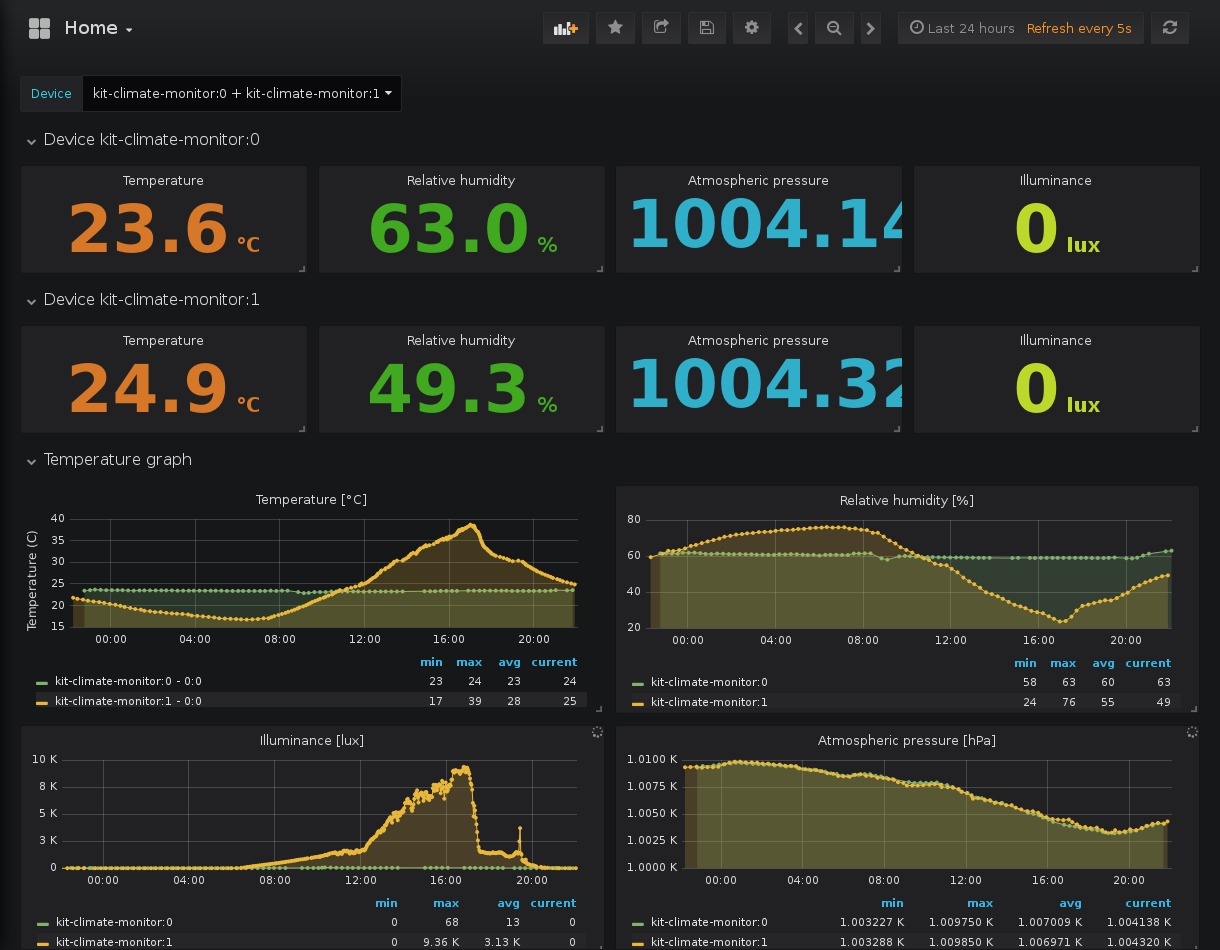 Home
Last 24 hours Refresh every 5s
Device kit-climate-monitor:0 + kit-climate-monitor:1
Device kit-climate-monitor:0
Temperature Relative humidity Atmospheric pressure Illuminance
23.6 °C 63.0 % 1004.14 0 lux
Device kit-climate-monitor:1
Temperature Relative humidity Atmospheric pressure Illuminance
24.9 °C 49.3 % 1004.32 0 lux
Temperature graph
Temperature [°C]
Temperature (C)
40
35
30
25
20
15
00:00 04:00 08:00 12:00 16:00 20:00
min max avg current
kit-climate-monitor:0 - 0:0 23 24 23 24
kit-climate-monitor:1 - 0:0 17 39 28 25
Relative humidity [%]
80
60
40
20
00:00 04:00 08:00 12:00 16:00 20:00
min max avg current
kit-climate-monitor:0 58 63 60 63
kit-climate-monitor:1 24 76 55 49
Illuminance [lux]
10 K
8 K
5 K
3 K
0
00:00 04:00 08:00 12:00 16:00 20:00
min max avg current
kit-climate-monitor:0 0 68 13 0
kit-climate-monitor:1 0 9.36 K 3.13 K 0
Atmospheric pressure [hPa]
1.0100 K
1.0075 K
1.0050 K
1.0025 K
1.0000 K
00:00 04:00 08:00 12:00 16:00 20:00
min max avg current
kit-climate-monitor:0 1.003227 K 1.009750 K 1.007009 K 1.004138 K
kit-climate-monitor:1 1.003288 K 1.009850 K 1.006971 K 1.004320 K